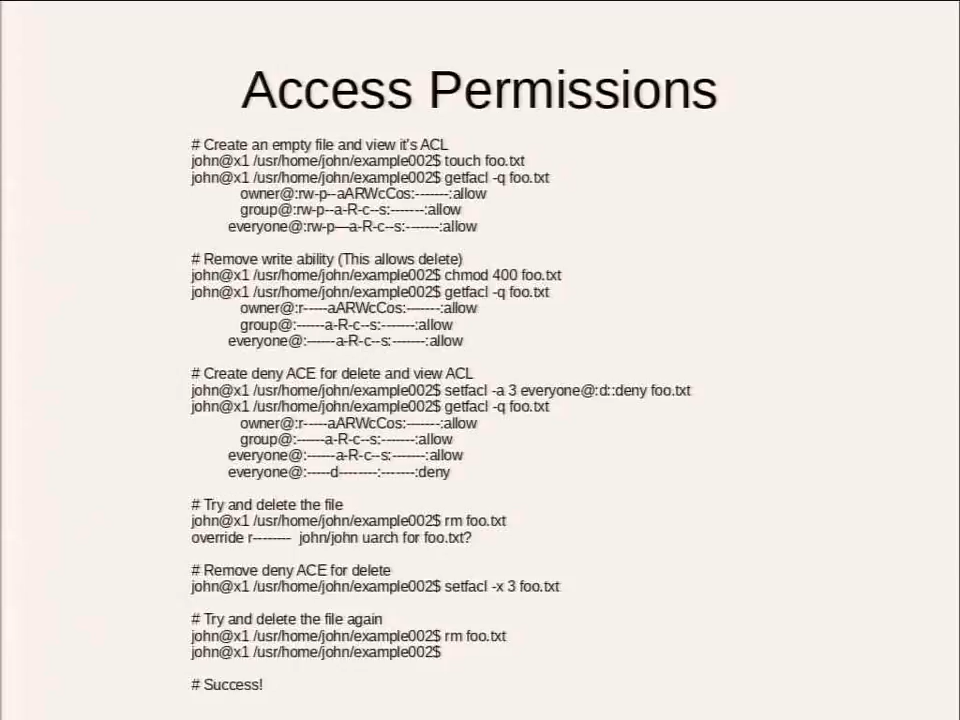 Access Permissions
# Create an empty file and view it's ACL
john@x1 /usr/home/john/example002$ touch foo.txt
john@x1 /usr/home/john/example002$ getfacl -q foo.txt
owner@:rw-p--aARWcCos:-------:allow
group@:rw-p--a-R-c--s:-------:allow
everyone@:rw-p—a-R-c--s:-------:allow
# Remove write ability (This allows delete)
john@x1 /usr/home/john/example002$ chmod 400 foo.txt
john@x1 /usr/home/john/example002$ getfacl -q foo.txt
owner@:r-----aARWcCos:-------:allow
group@:------a-R-c--s:-------:allow
everyone@:------a-R-c--s:-------:allow
# Create deny ACE for delete and view ACL
john@x1 /usr/home/john/example002$ setfacl -a 3 everyone@:d::deny foo.txt
john@x1 /usr/home/john/example002$ getfacl -q foo.txt
owner@:r-----aARWcCos:-------:allow
group@:------a-R-c--s:-------:allow
everyone@:------a-R-c--s:-------:allow
everyone@:-----d--------:-------:deny
# Try and delete the file
john@x1 /usr/home/john/example002$ rm foo.txt
override r-------- john/john uarch for foo.txt?
# Remove deny ACE for delete
john@x1 /usr/home/john/example002$ setfacl -x 3 foo.txt
# Try and delete the file again
john@x1 /usr/home/john/example002$ rm foo.txt
john@x1 /usr/home/john/example002$
# Success!